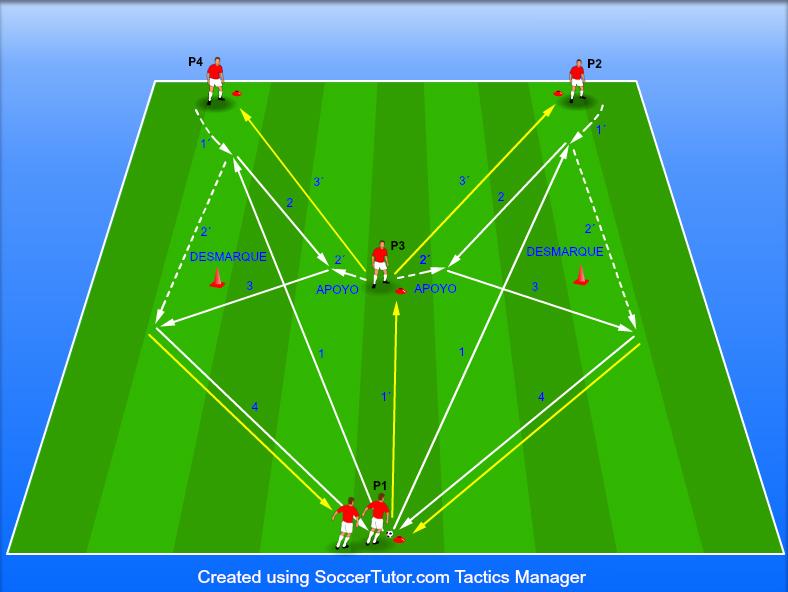 P4
P2
1´
1´
3´
3´
2
2
2´
2´
P3
DESMARQUE
2´
2´
DESMARQUE
3
APOYO
APOYO
3
1
1
4
1´
4
P1
Created using SoccerTutor.com Tactics Manager